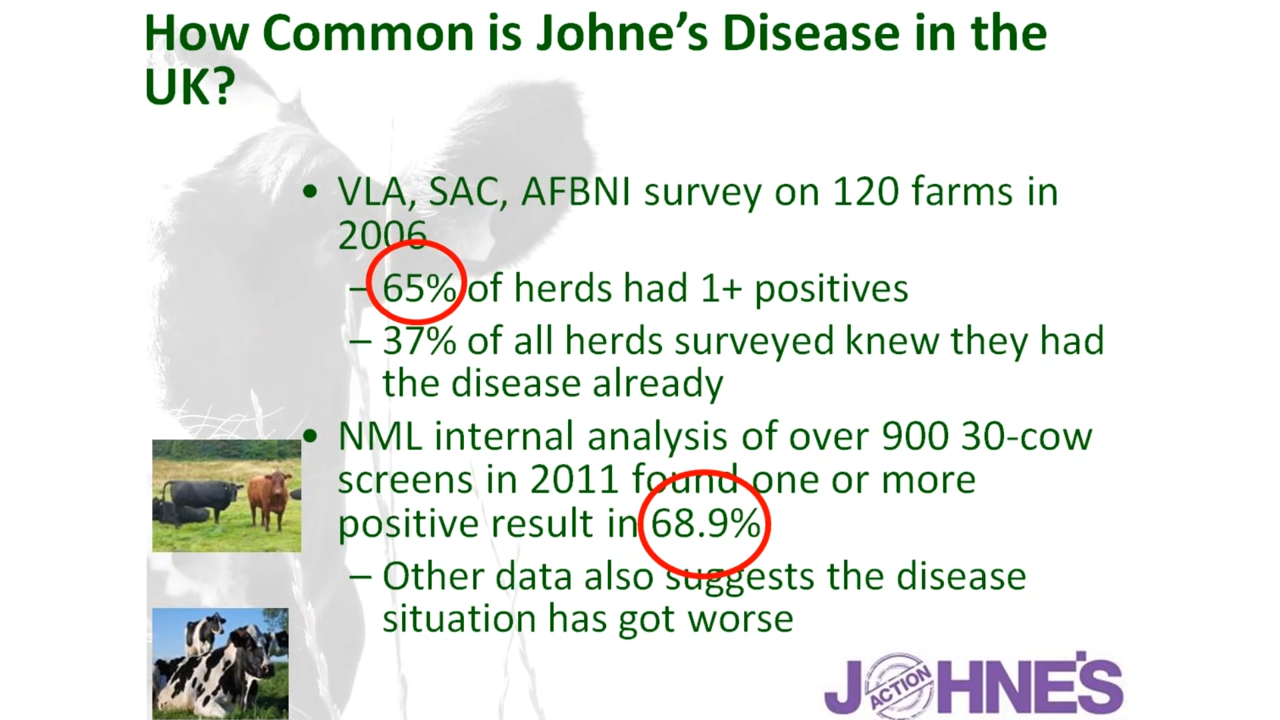 How Common is Johne's Disease in the
UK?
• VLA, SAC, AFBNI survey on 120 farms in
2006
– 65% of herds had 1+ positives
– 37% of all herds surveyed knew they had
the disease already
• NML internal analysis of over 900 30-cow
screens in 2011 found one or more
positive result in 68.9%
– Other data also suggests the disease
situation has got worse
JOHNE'S
ACTION